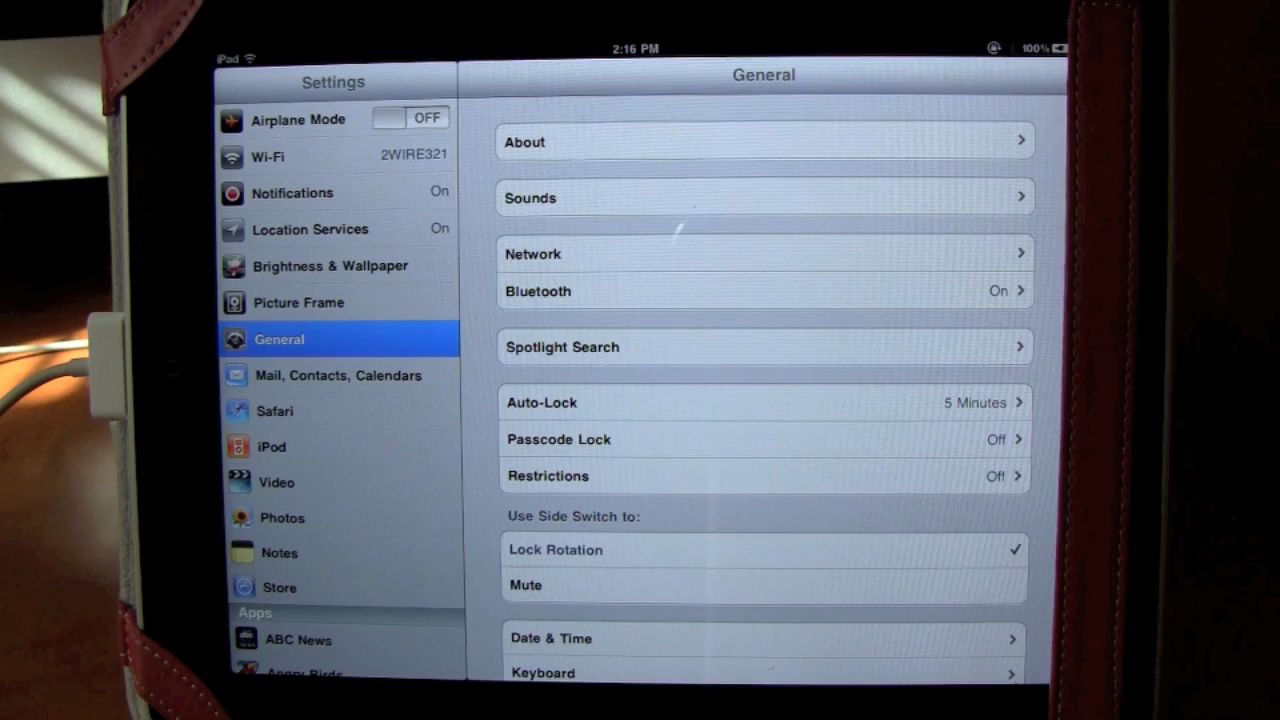 iPad 2:16 PM 100%
Settings
General
Airplane Mode OFF
Wi-Fi 2WIRE321
Notifications On
Location Services On
Brightness & Wallpaper
Picture Frame
General
Mail, Contacts, Calendars
Safari
iPod
Video
Photos
Notes
Store
Apps
ABC News
Angry Birds
About
Sounds
Network
Bluetooth On
Spotlight Search
Auto-Lock 5 Minutes
Passcode Lock Off
Restrictions Off
Use Side Switch to:
Lock Rotation
Mute
Date & Time
Keyboard